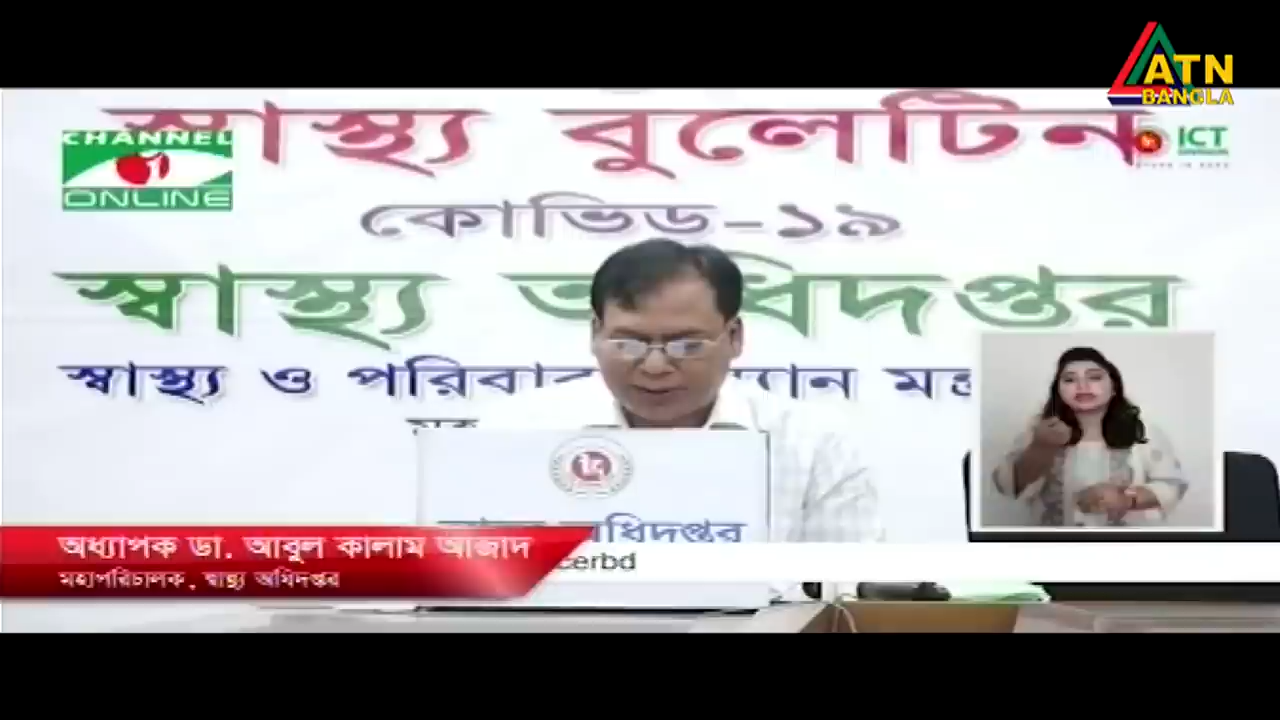 ATN
BANGLA
স্বাস্থ্য বুলেটিন
CHANNEL
i
ONLINE
ICT
কোভিড-১৯
স্বাস্থ্য অধিদপ্তর
স্বাস্থ্য ও পরিবার
অধিদপ্তর
cerbd
অধ্যাপক ডা. আবুল কালাম আজাদ
মহাপরিচালক, স্বাস্থ্য অধিদপ্তর